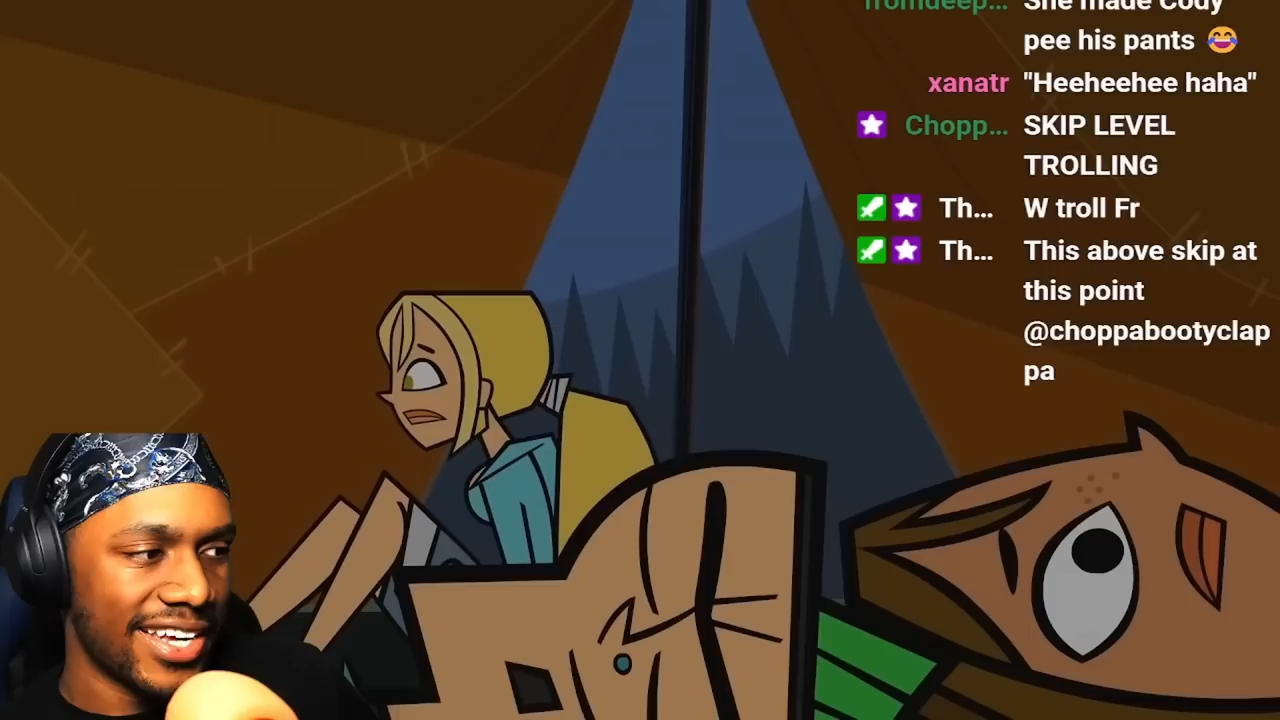 fromdeep… She made Cody
pee his pants 😂
xanatr "Heeheehee haha"
Chopp… SKIP LEVEL
TROLLING
Th… W troll Fr
Th… This above skip at
this point
@choppabootyclap
pa